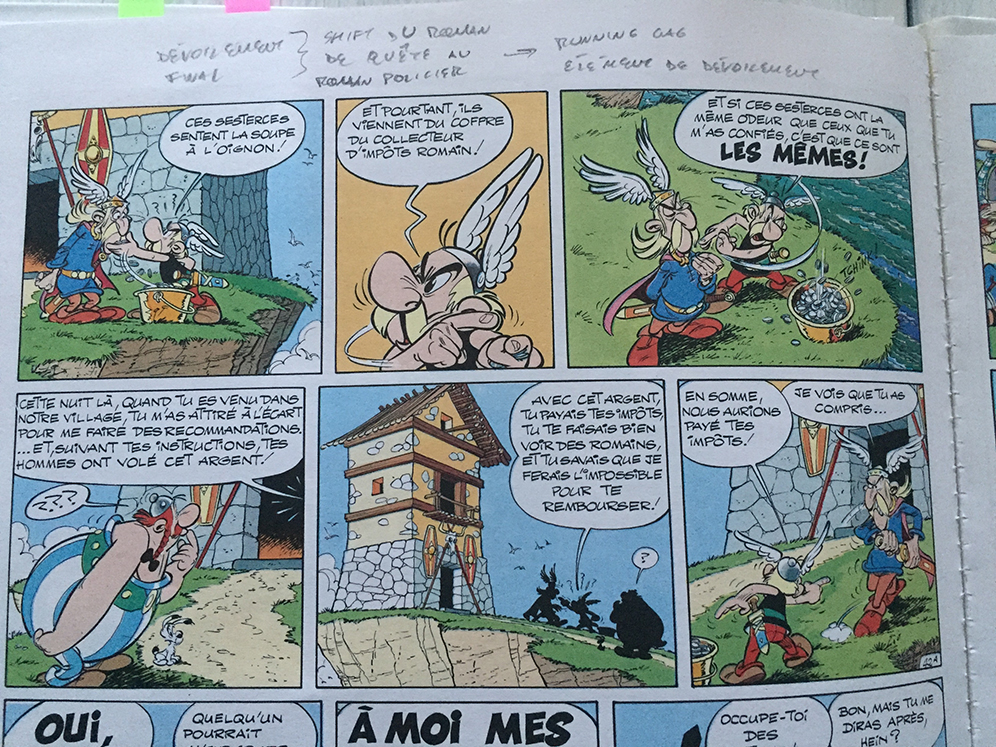 DÉVOILEMENT
FINAL
SHIFT DU ROMAN
DE QUÊTE AU
ROMAN POLICIER
→ RUNNING GAG
ÉLÉMENT DE DÉVOILEMENT
CES SESTERCES
SENTENT LA SOUPE
À L'OIGNON!
ET POURTANT, ILS
VIENNENT DU COFFRE
DU COLLECTEUR
D'IMPÔTS ROMAIN!
ET SI CES SESTERCES ONT LA
MÊME ODEUR QUE CEUX QUE TU
M'AS CONFIÉS, C'EST QUE CE SONT
LES MÊMES!
TCHING
CETTE NUIT LÀ, QUAND TU ES VENU DANS
NOTRE VILLAGE, TU M'AS ATTIRÉ À L'ÉCART
POUR ME FAIRE DES RECOMMANDATIONS.
...ET, SUIVANT TES INSTRUCTIONS, TES
HOMMES ONT VOLÉ CET ARGENT!
???
AVEC CET ARGENT,
TU PAYAIS TES IMPÔTS,
TU TE FAISAIS BIEN
VOIR DES ROMAINS,
ET TU SAVAIS QUE JE
FERAIS L'IMPOSSIBLE
POUR TE
REMBOURSER!
?
EN SOMME,
NOUS AURIONS
PAYÉ TES
IMPÔTS!
JE VOIS QUE TU AS
COMPRIS...
OUI,
QUELQU'UN
POURRAIT
À MOI MES
OCCUPE-TOI
DES
BON, MAIS TU ME
DIRAS APRÈS,
HEIN?